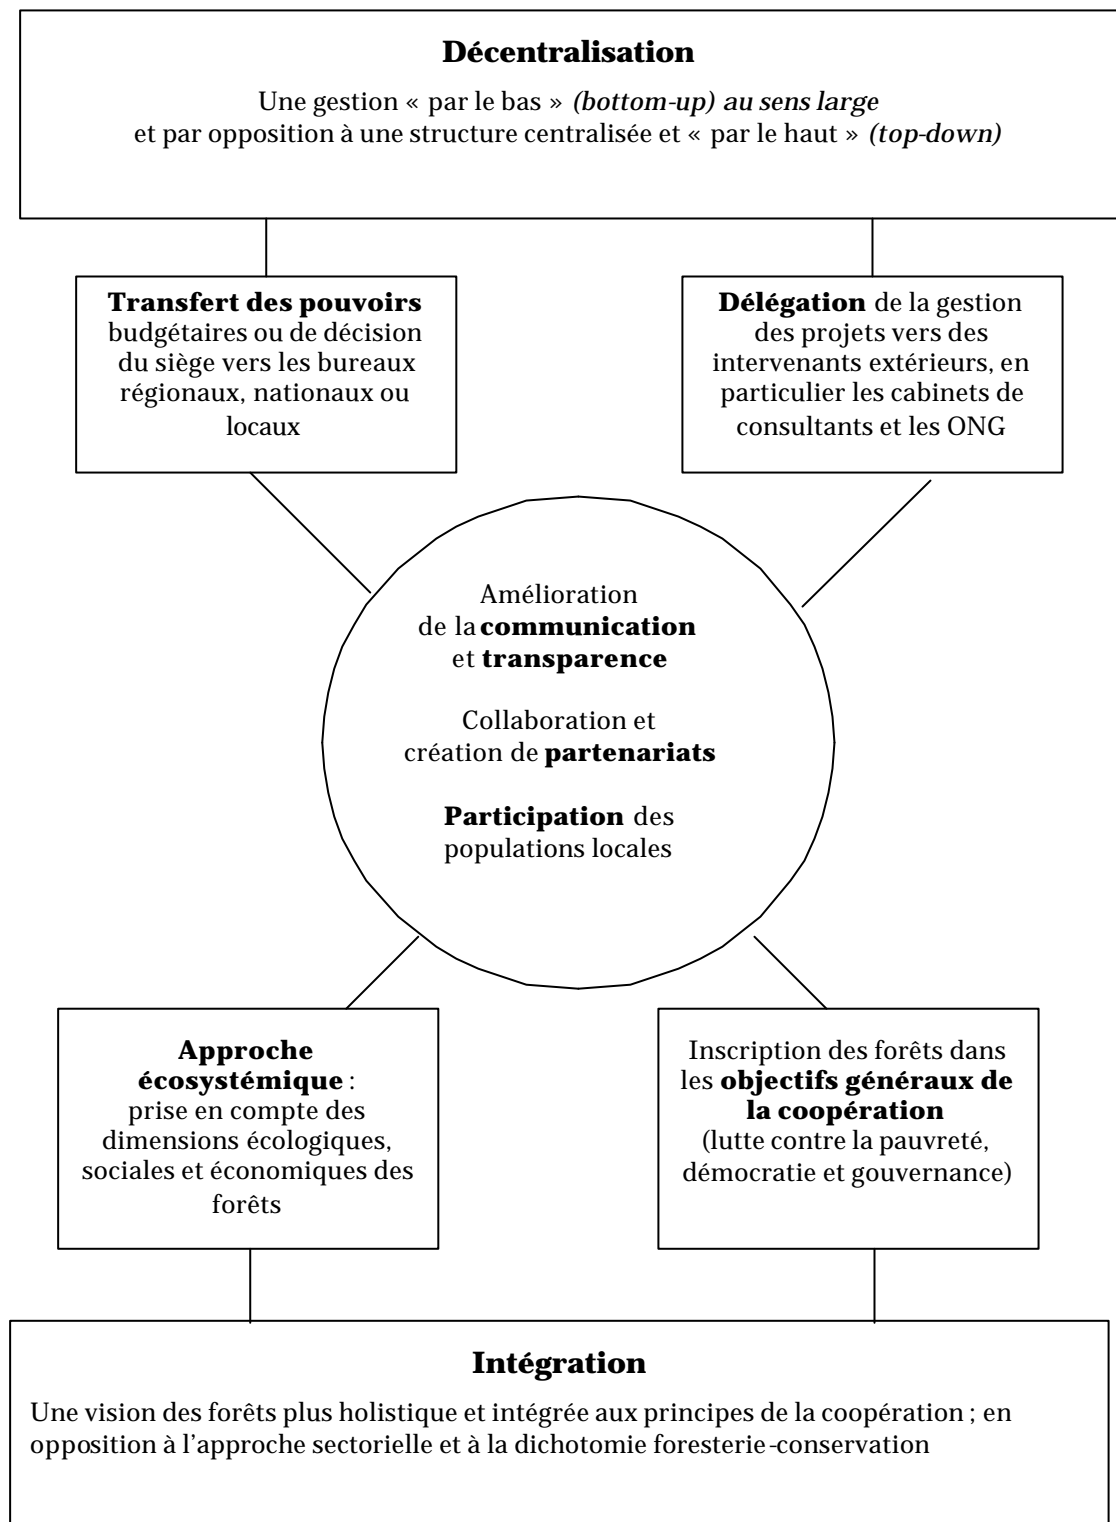 Décentralisation
Une gestion « par le bas » (bottom-up) au sens large
et par opposition à une structure centralisée et « par le haut » (top-down)
Transfert des pouvoirs
budgétaires ou de décision
du siège vers les bureaux
régionaux, nationaux ou
locaux
Délégation de la gestion
des projets vers des
intervenants extérieurs, en
particulier les cabinets de
consultants et les ONG
Amélioration
de la communication
et transparence
Collaboration et
création de partenariats
Participation des
populations locales
Approche
écosystémique :
prise en compte des
dimensions écologiques,
sociales et économiques des
forêts
Inscription des forêts dans
les objectifs généraux de
la coopération
(lutte contre la pauvreté,
démocratie et gouvernance)
Intégration
Une vision des forêts plus holistique et intégrée aux principes de la coopération ; en
opposition à l’approche sectorielle et à la dichotomie foresterie-conservation